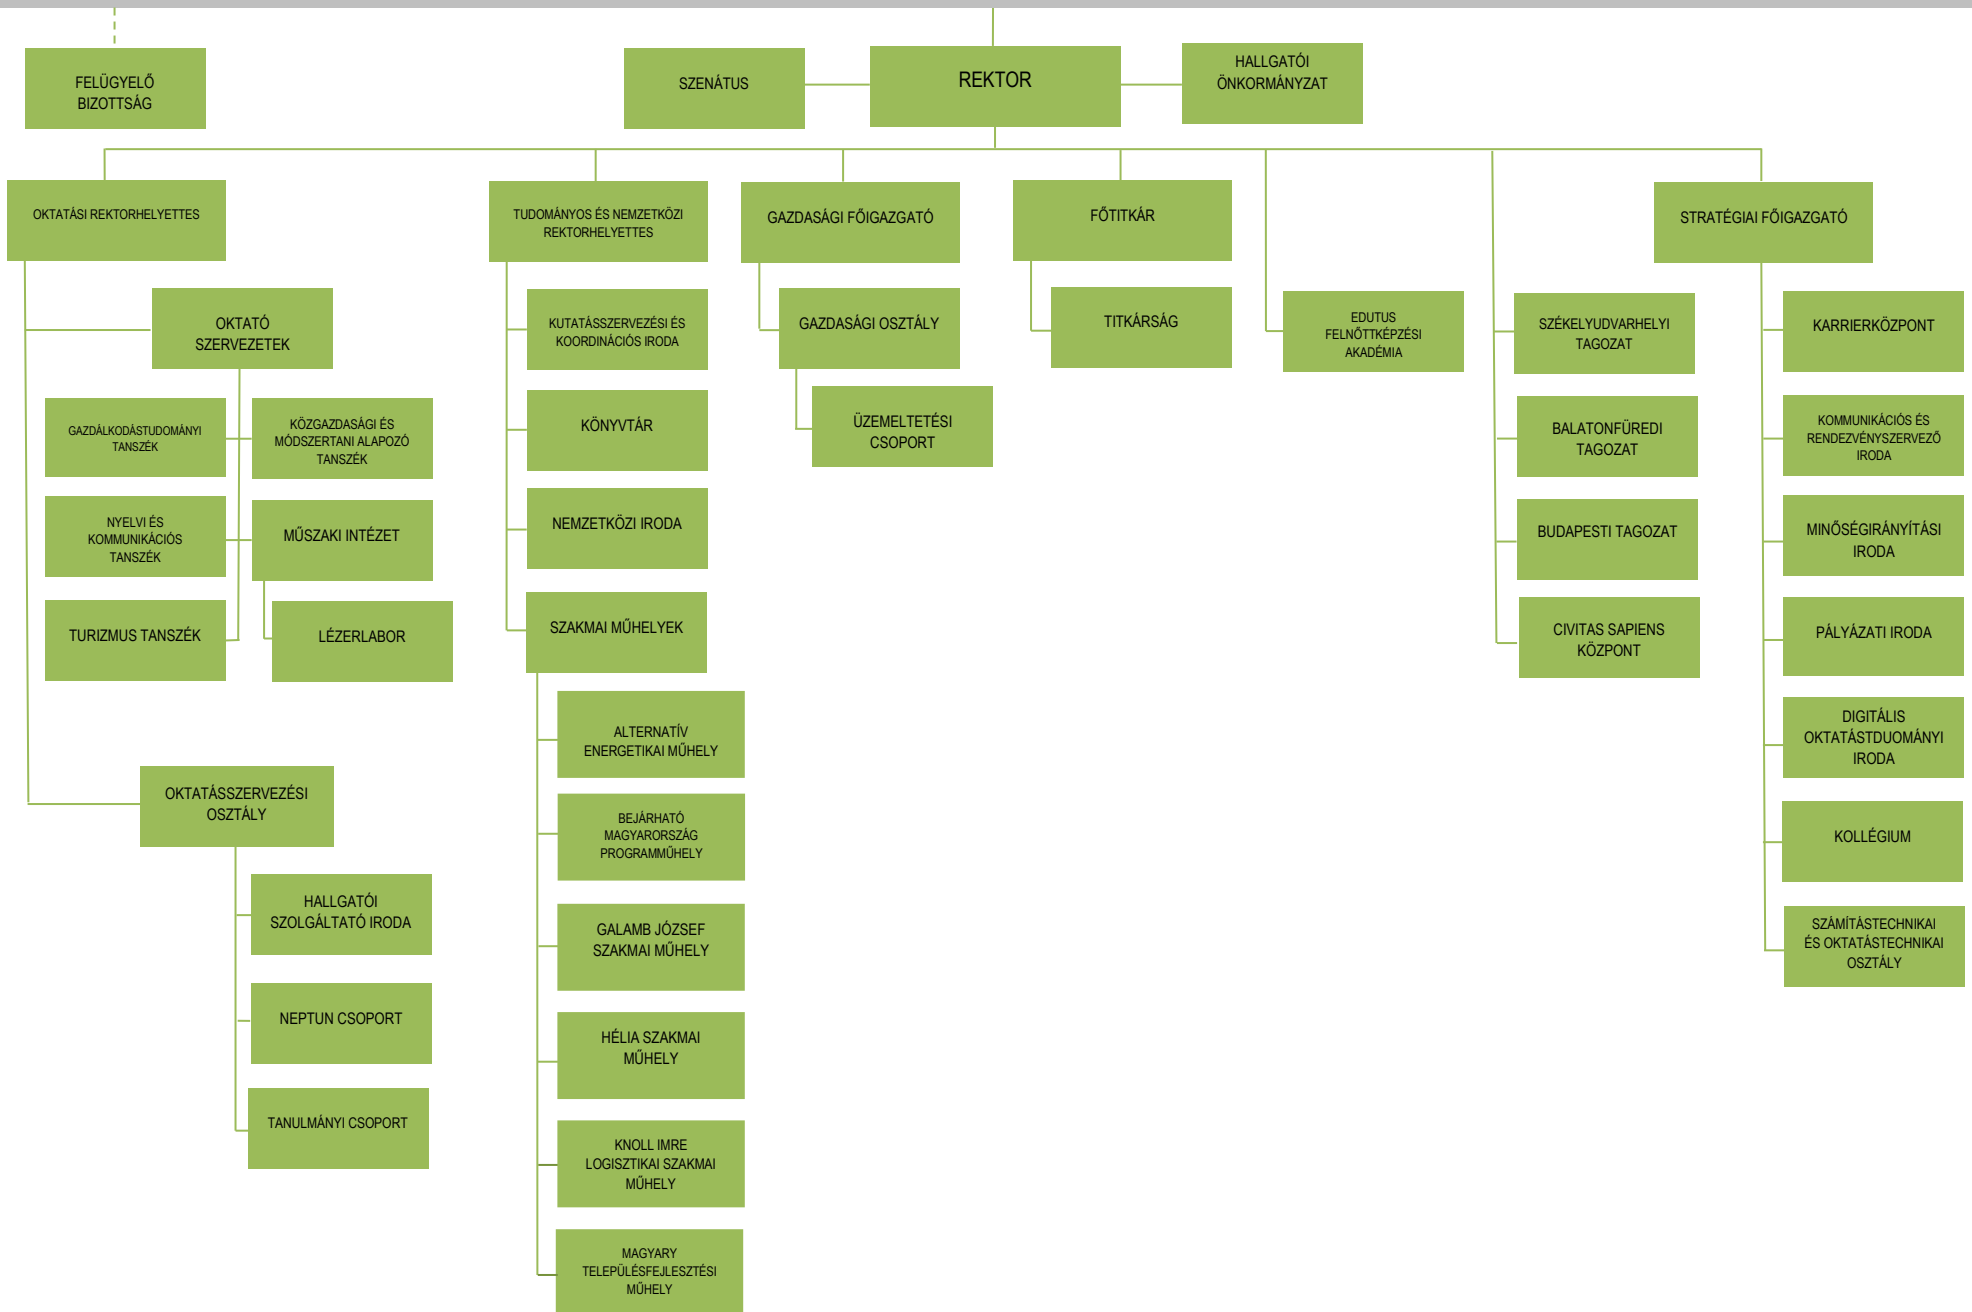 FELÜGYELŐ
BIZOTTSÁG
SZENÁTUS
REKTOR
HALLGATÓI
ÖNKORMÁNYZAT
OKTATÁSI REKTORHELYETTES
TUDOMÁNYOS ÉS NEMZETKÖZI
REKTORHELYETTES
GAZDASÁGI FŐIGAZGATÓ
FŐTITKÁR
STRATÉGIAI FŐIGAZGATÓ
OKTATÓ
SZERVEZETEK
GAZDÁLKODÁSTUDOMÁNYI
TANSZÉK
KÖZGAZDASÁGI ÉS
MÓDSZERTANI ALAPOZÓ
TANSZÉK
NYELVI ÉS
KOMMUNIKÁCIÓS
TANSZÉK
MŰSZAKI INTÉZET
TURIZMUS TANSZÉK
LÉZERLABOR
OKTATÁSSZERVEZÉSI
OSZTÁLY
HALLGATÓI
SZOLGÁLTATÓ IRODA
NEPTUN CSOPORT
TANULMÁNYI CSOPORT
KUTATÁSSZERVEZÉSI ÉS
KOORDINÁCIÓS IRODA
KÖNYVTÁR
NEMZETKÖZI IRODA
SZAKMAI MŰHELYEK
ALTERNATÍV
ENERGETIKAI MŰHELY
BEJÁRHATÓ
MAGYARORSZÁG
PROGRAMMŰHELY
GALAMB JÓZSEF
SZAKMAI MŰHELY
HÉLIA SZAKMAI
MŰHELY
KNOLL IMRE
LOGISZTIKAI SZAKMAI
MŰHELY
MAGYARY
TELEPÜLÉSFEJLESZTÉSI
MŰHELY
GAZDASÁGI OSZTÁLY
ÜZEMELTETÉSI
CSOPORT
TITKÁRSÁG
EDUTUS
FELNŐTTKÉPZÉSI
AKADÉMIA
SZÉKELYUDVARHELYI
TAGOZAT
BALATONFÜREDI
TAGOZAT
BUDAPESTI TAGOZAT
CIVITAS SAPIENS
KÖZPONT
KARRIERKÖZPONT
KOMMUNIKÁCIÓS ÉS
RENDEZVÉNYSZERVEZŐ
IRODA
MINŐSÉGIRÁNYÍTÁSI
IRODA
PÁLYÁZATI IRODA
DIGITÁLIS
OKTATÁSTDUOMÁNYI
IRODA
KOLLÉGIUM
SZÁMÍTÁSTECHNIKAI
ÉS OKTATÁSTECHNIKAI
OSZTÁLY